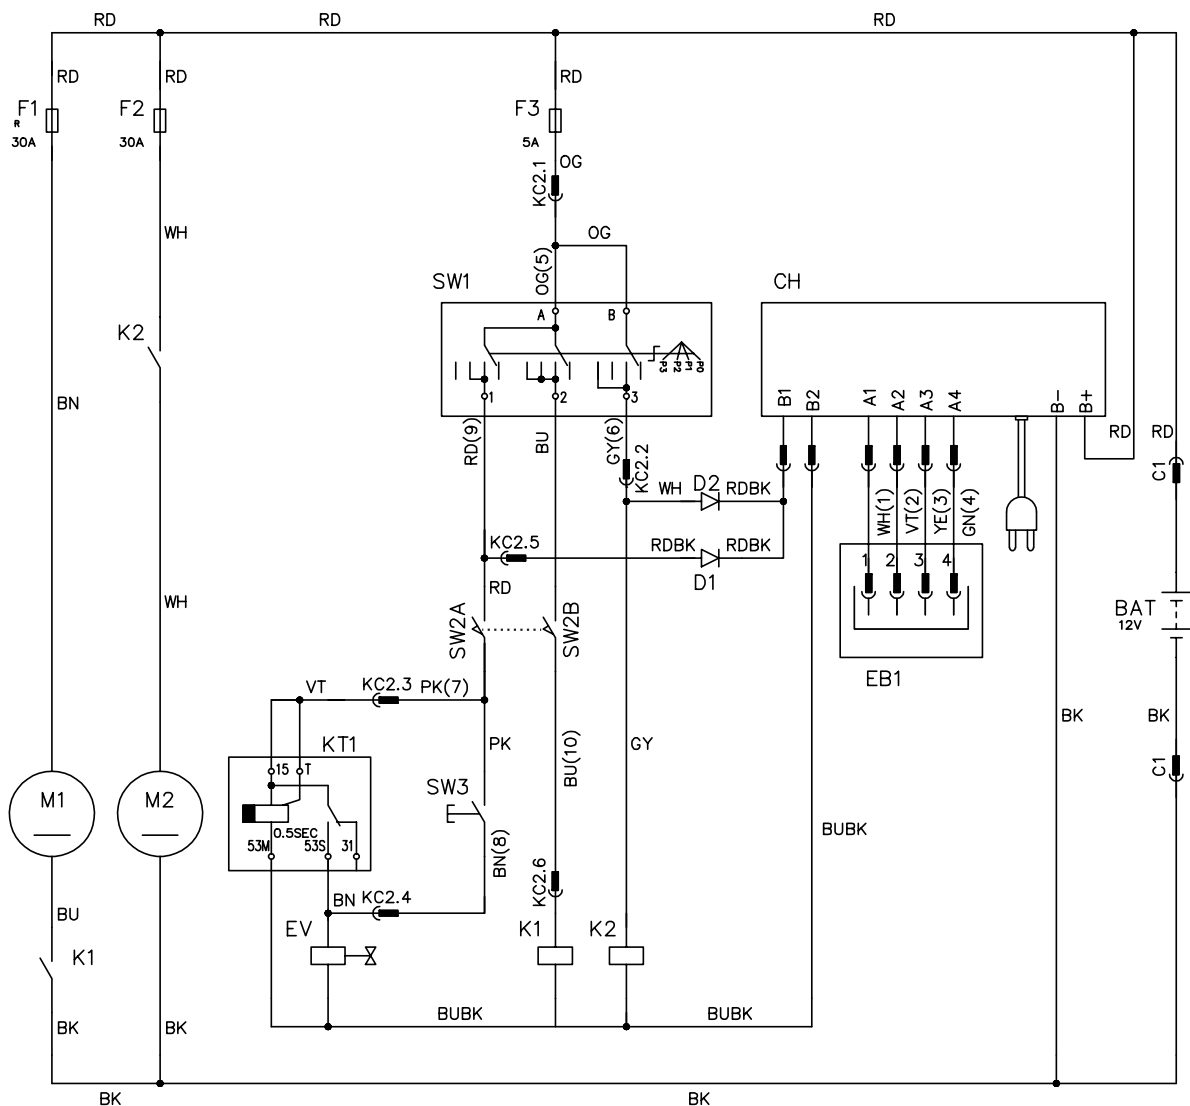 RD RD RD
RD RD RD
F1 F2 F3
R
30A 30A 5A
OG
KC2.1
WH OG
OG(5)
SW1 CH
A B
K2
P3 P2 P1 P0
1 2 3
B1 B2 A1 A2 A3 A4 B- B+
BN
RD(9) BU GY(6) KC2.2 RD RD
C1
WH D2 RDBK
WH(1) VT(2) YE(3) GN(4)
KC2.5 RDBK RDBK
D1
1 2 3 4
RD
WH SW2A SW2B BAT
12V
EB1
VT KC2.3 PK(7)
BK BK
KT1 PK BU(10) GY
15 T C1
M1 M2 SW3
0.5SEC
53M 53S 31
BN(8) BUBK
BN KC2.4 KC2.6
BU EV K1 K2
K1
BUBK BUBK
BK BK
BK BK